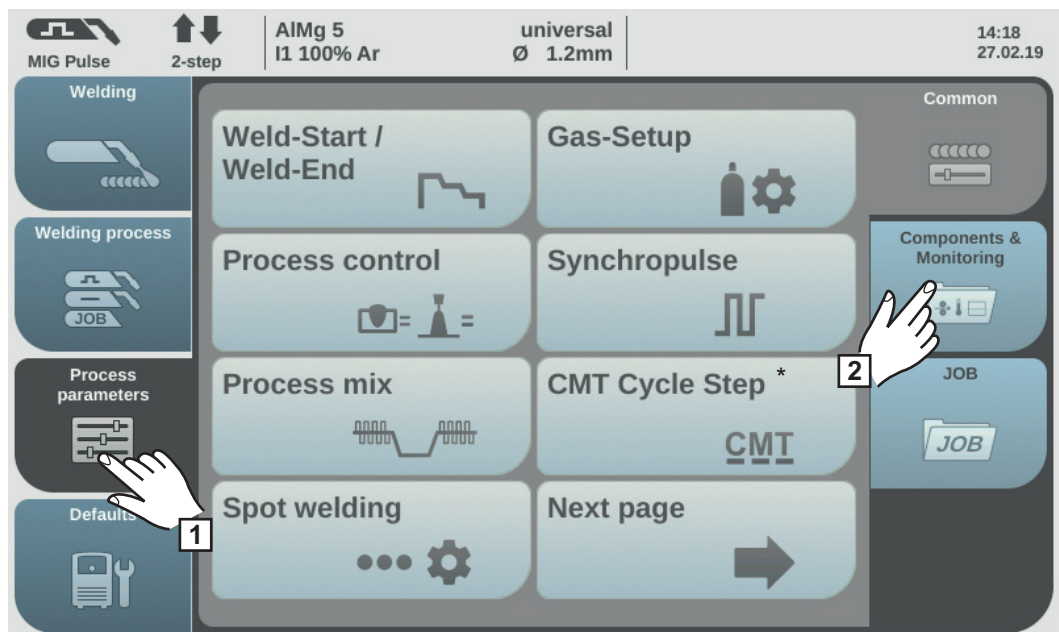 MIG Pulse
2-step
AlMg 5
I1 100% Ar
universal
Ø 1.2mm
14:18
27.02.19
Welding
Welding process
JOB
Process
parameters
1
Defaults
Weld-Start /
Weld-End
Gas-Setup
Process control
= =
Synchropulse
Process mix
CMT Cycle Step *
CMT
Spot welding
Next page
Common
Components &
Monitoring
2
JOB
JOB